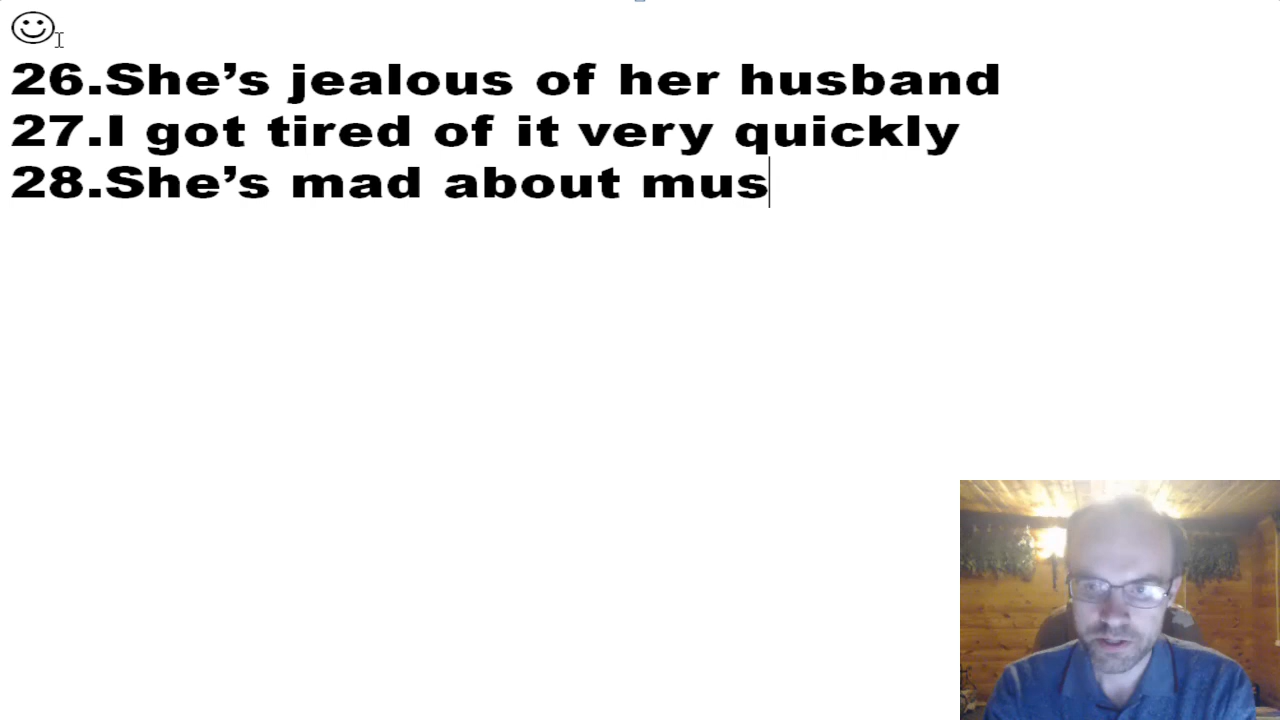 26.She’s jealous of her husband
27.I got tired of it very quickly
28.She’s mad about mus